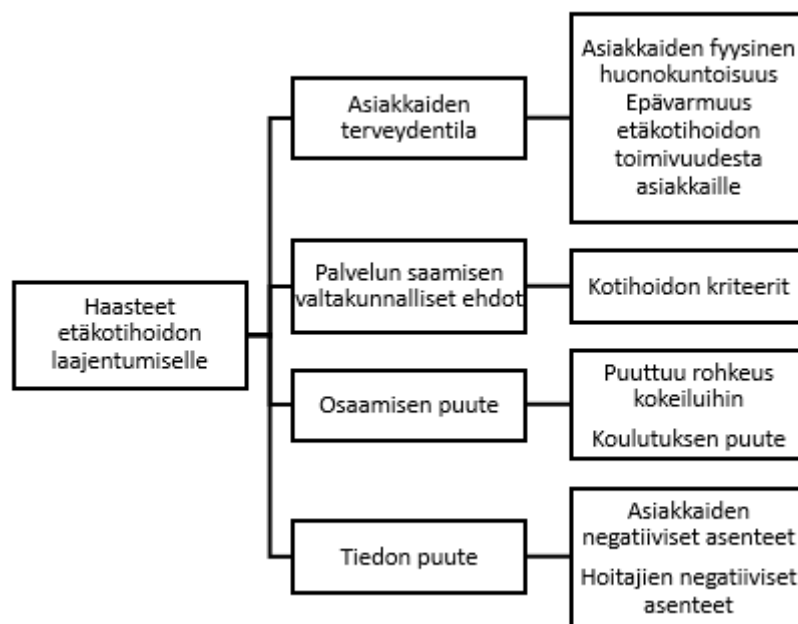 Haasteet
etäkotihoidon
laajentumiselle
Asiakkaiden
terveydentila
Asiakkaiden fyysinen
huonokuntoisuus
Epävarmuus
etäkotihoidon
toimivuudesta
asiakkaille
Palvelun saamisen
valtakunnalliset ehdot
Kotihoidon kriteerit
Osaamisen puute
Puuttuu rohkeus
kokeiluihin
Koulutuksen puute
Tiedon puute
Asiakkaiden
negatiiviset asenteet
Hoitajien negatiiviset
asenteet